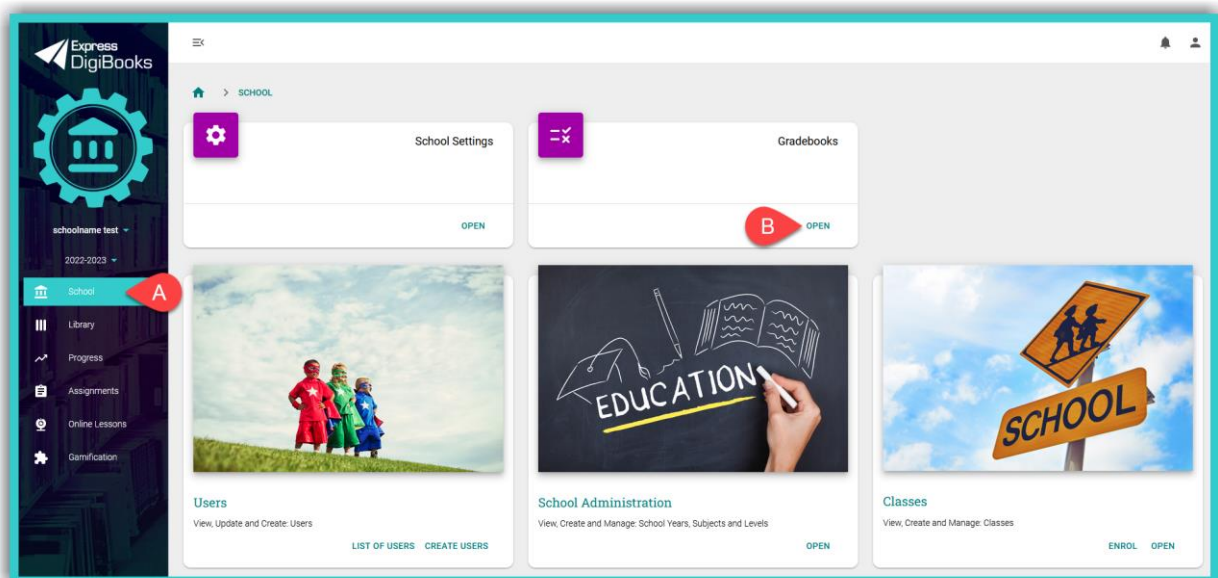 Express
DigiBooks
SCHOOL
School Settings
OPEN
Gradebooks
B
OPEN
schoolname test
2022-2023
School
A
Library
Progress
Assignments
Online Lessons
Gamification
EDUCATION
SCHOOL
Users
View, Update and Create: Users
LIST OF USERS CREATE USERS
School Administration
View, Create and Manage: School Years, Subjects and Levels
OPEN
Classes
View, Create and Manage: Classes
ENROL OPEN